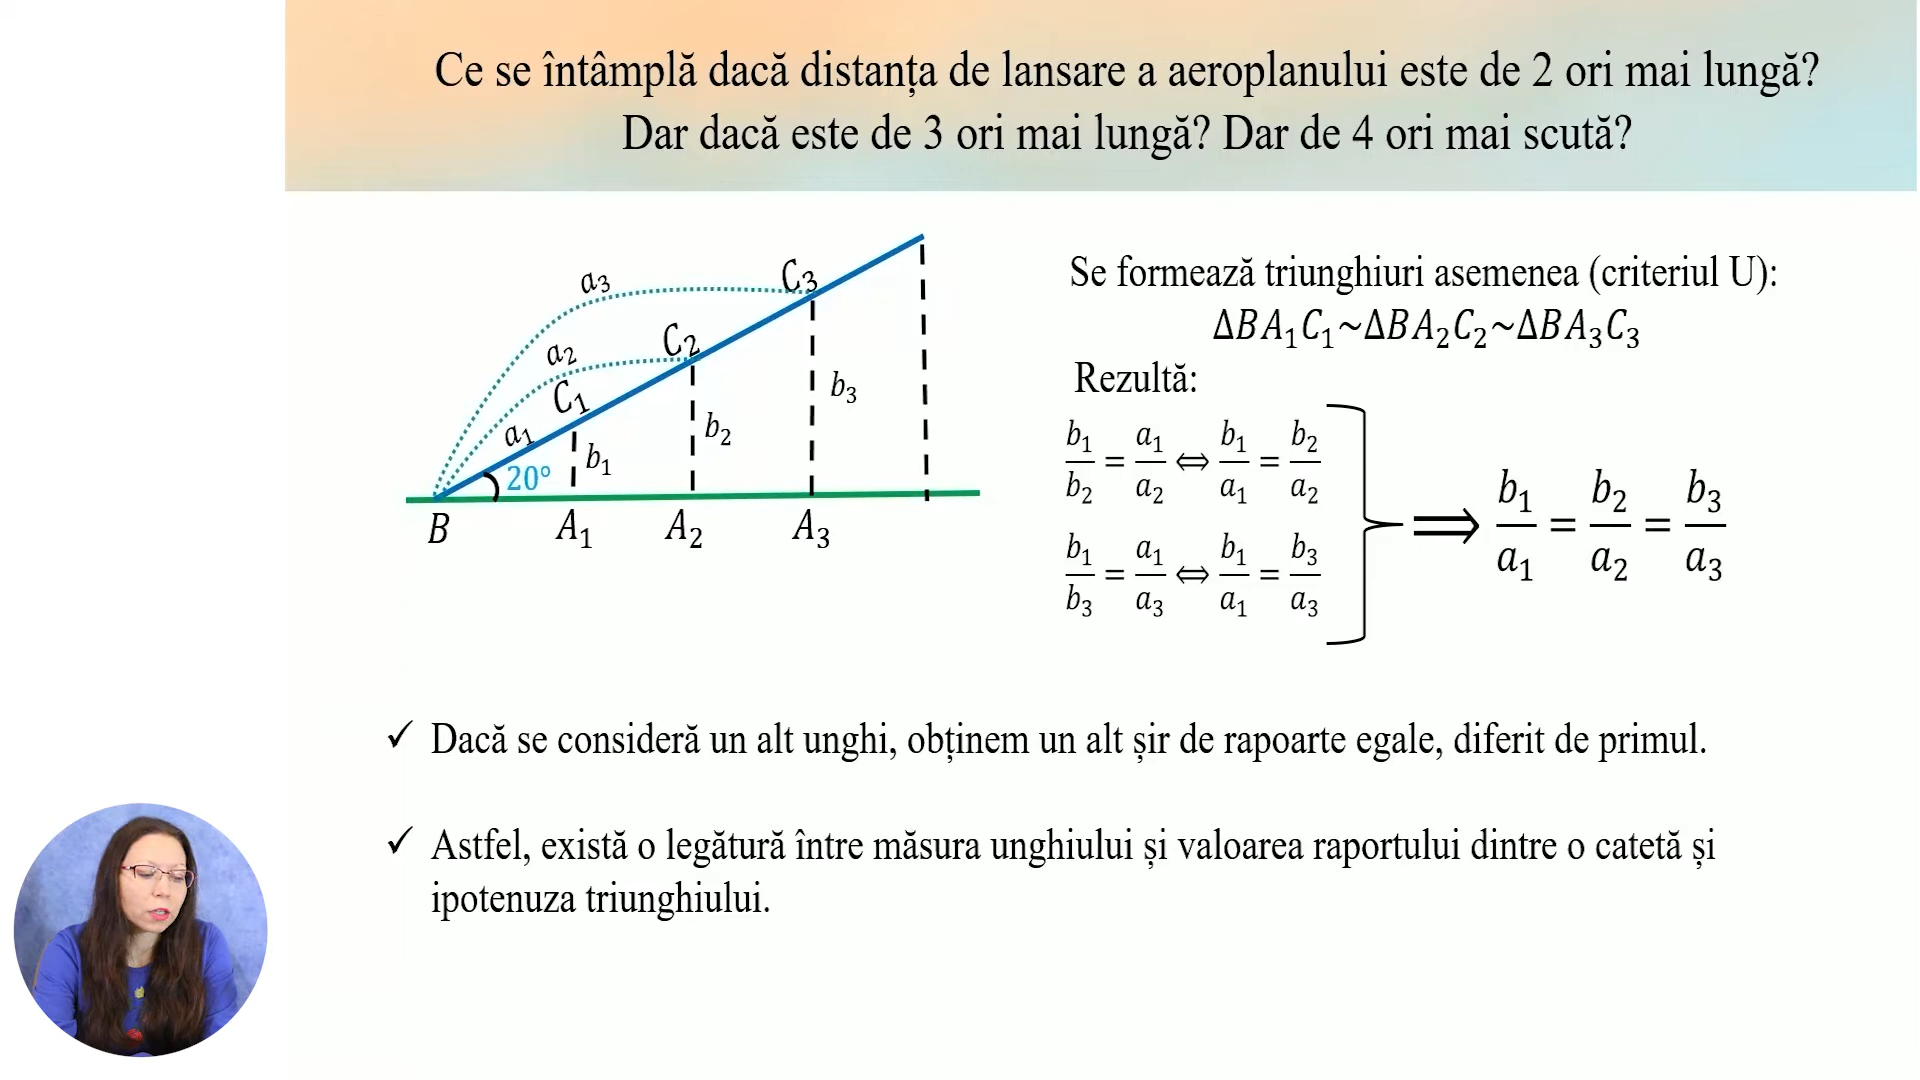 Ce se întâmplă dacă distanța de lansare a aeroplanului este de 2 ori mai lungă?
Dar dacă este de 3 ori mai lungă? Dar de 4 ori mai scută?
a₃
C₃
a₂
C₂
C₁
b₃
a₁
b₂
b₁
20°
B
A₁
A₂
A₃
Se formează triunghiuri asemenea (criteriul U):
ΔBA₁C₁~ΔBA₂C₂~ΔBA₃C₃
Rezultă:
b₁/b₂ = a₁/a₂ ⇔ b₁/a₁ = b₂/a₂
b₁/b₃ = a₁/a₃ ⇔ b₁/a₁ = b₃/a₃
⟹ b₁/a₁ = b₂/a₂ = b₃/a₃
✓ Dacă se consideră un alt unghi, obținem un alt șir de rapoarte egale, diferit de primul.
✓ Astfel, există o legătură între măsura unghiului și valoarea raportului dintre o catetă și
ipotenuza triunghiului.